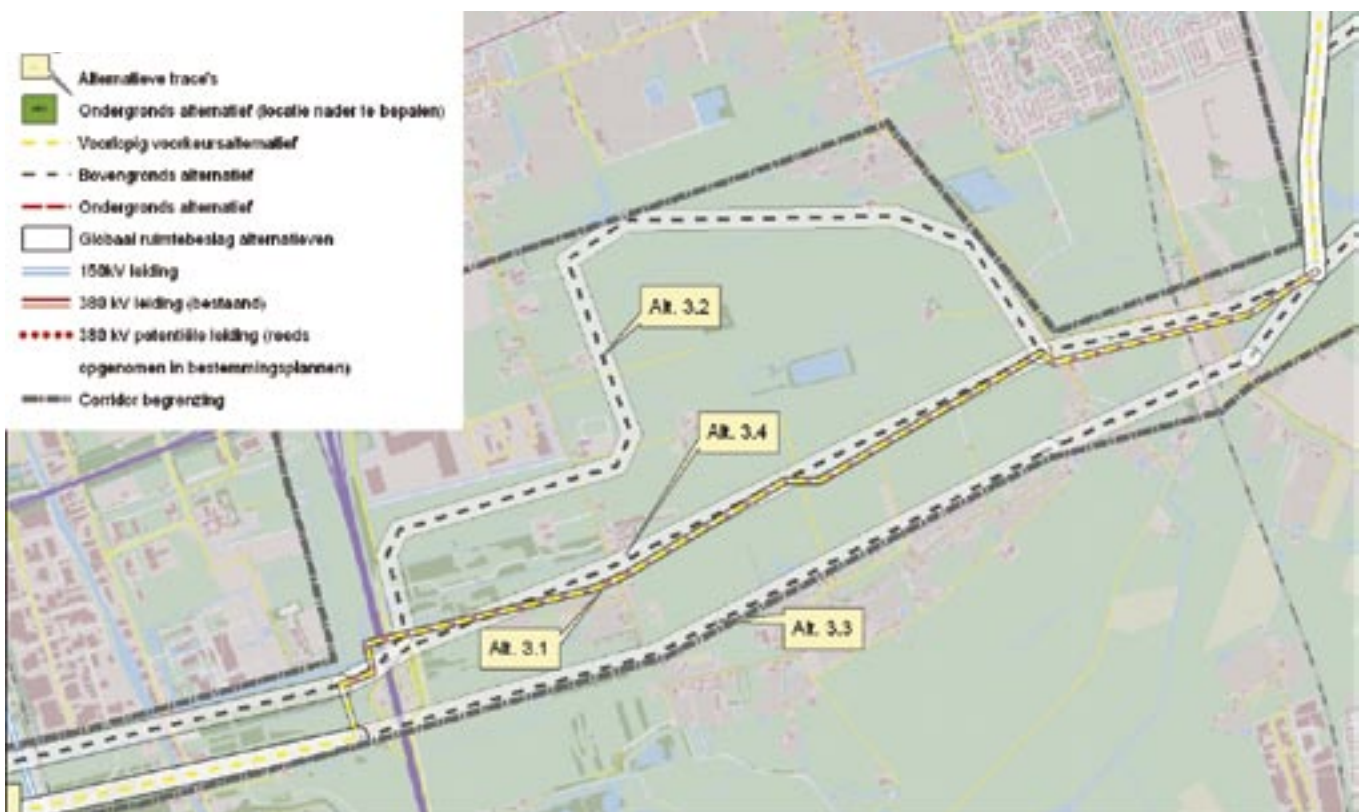 Alternatieve trace's
Ondergronds alternatief (locatie nader te bepalen)
Voorlopig voorkeursalternatief
Bovengronds alternatief
Ondergronds alternatief
Globaal ruimtebeslag alternatieven
150kV leiding
380 kV leiding (bestaand)
380 kV potentiële leiding (reeds
opgenomen in bestemmingsplannen)
Corridor begrenzing
Alt. 3.2
Alt. 3.4
Alt. 3.1
Alt. 3.3